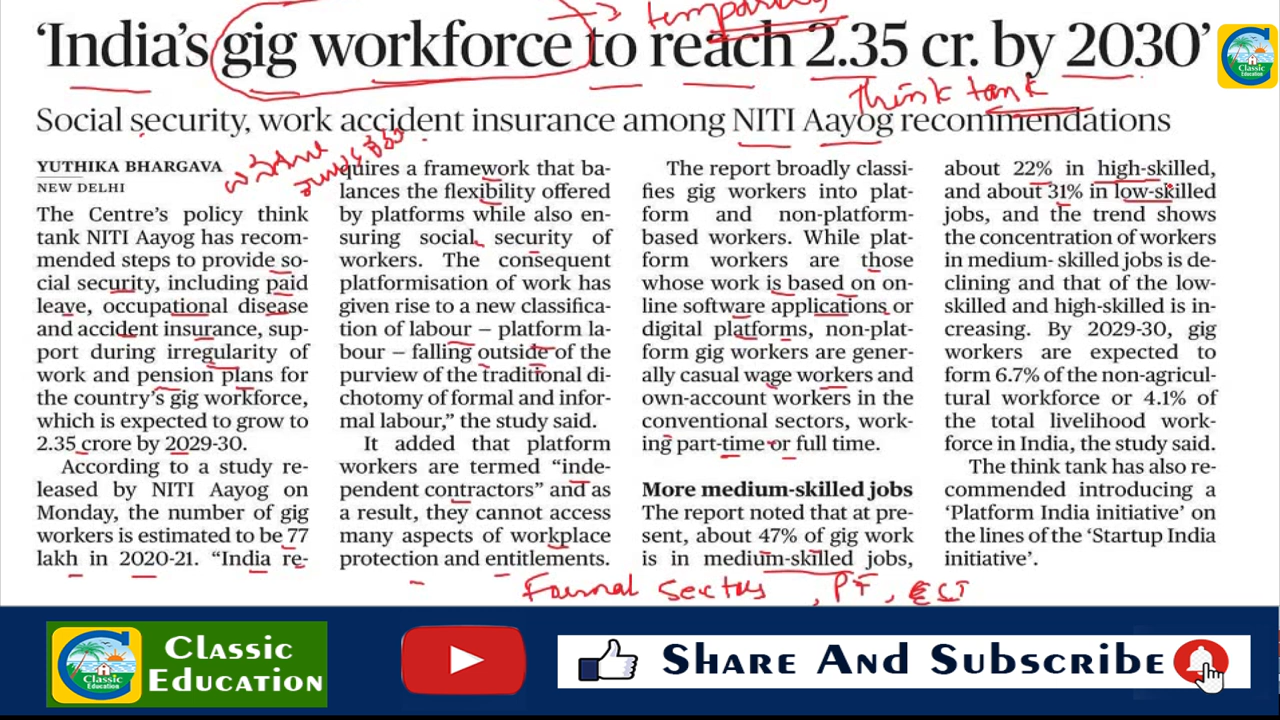 temporary
‘India’s gig workforce to reach 2.35 cr. by 2030’
Classic
Education
Think tank
Social security, work accident insurance among NITI Aayog recommendations
YUTHIKA BHARGAVA
NEW DELHI
The Centre’s policy think
tank NITI Aayog has recom-
mended steps to provide so-
cial security, including paid
leave, occupational disease
and accident insurance, sup-
port during irregularity of
work and pension plans for
the country’s gig workforce,
which is expected to grow to
2.35 crore by 2029-30.
According to a study re-
leased by NITI Aayog on
Monday, the number of gig
workers is estimated to be 77
lakh in 2020-21. “India re-
quires a framework that ba-
lances the flexibility offered
by platforms while also en-
suring social security of
workers. The consequent
platformisation of work has
given rise to a new classifica-
tion of labour – platform la-
bour – falling outside of the
purview of the traditional di-
chotomy of formal and infor-
mal labour,” the study said.
It added that platform
workers are termed “inde-
pendent contractors” and as
a result, they cannot access
many aspects of workplace
protection and entitlements.
The report broadly classi-
fies gig workers into plat-
form and non-platform-
based workers. While plat-
form workers are those
whose work is based on on-
line software applications or
digital platforms, non-plat-
form gig workers are gener-
ally casual wage workers and
own-account workers in the
conventional sectors, work-
ing part-time or full time.
More medium-skilled jobs
The report noted that at pre-
sent, about 47% of gig work
is in medium-skilled jobs,
about 22% in high-skilled,
and about 31% in low-skilled
jobs, and the trend shows
the concentration of workers
in medium- skilled jobs is de-
clining and that of the low-
skilled and high-skilled is in-
creasing. By 2029-30, gig
workers are expected to
form 6.7% of the non-agricul-
tural workforce or 4.1% of
the total livelihood work-
force in India, the study said.
The think tank has also re-
commended introducing a
‘Platform India initiative’ on
the lines of the ‘Startup India
initiative’.
Formal Sectors, PF, ESI
Classic
Education
Classic
Education
Share And Subscribe